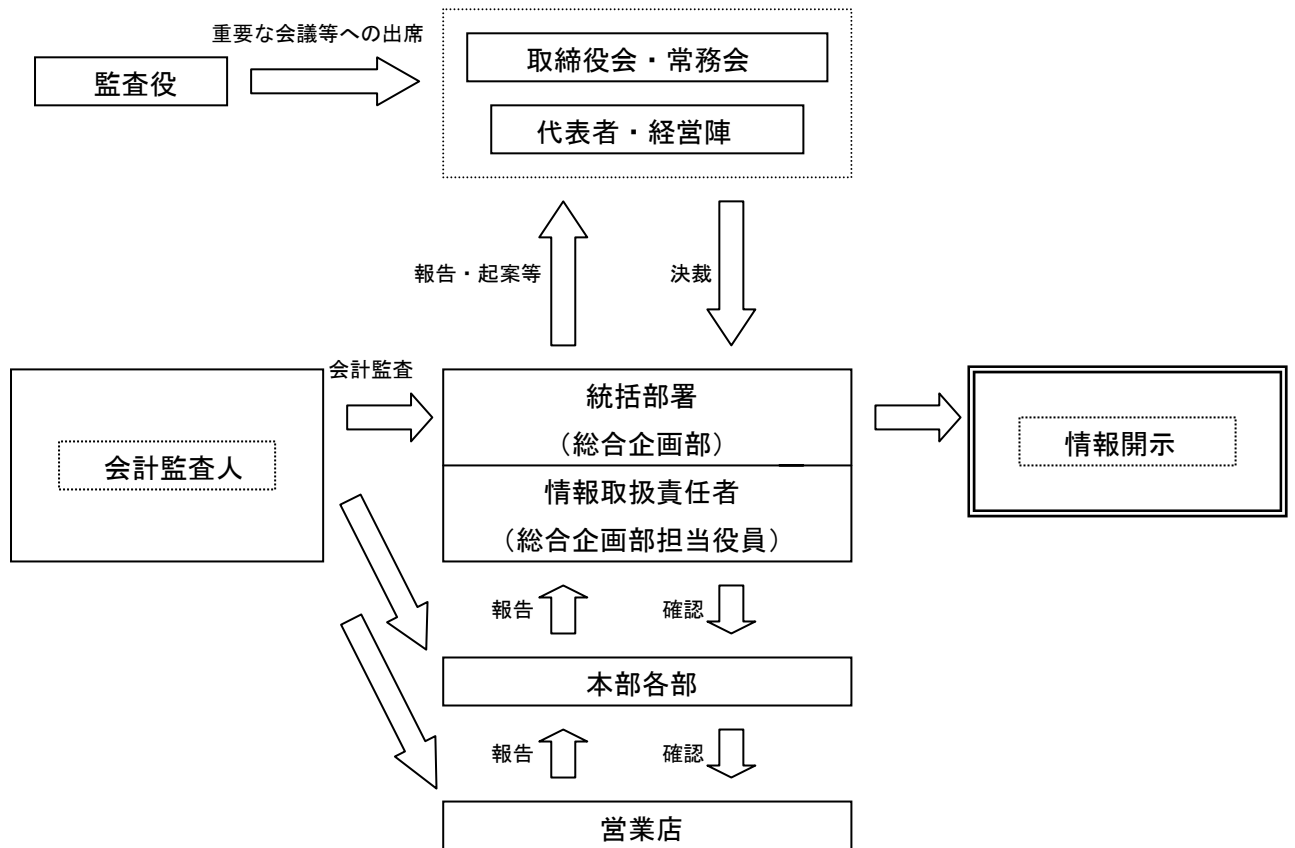 重要な会議等への出席
監査役
取締役会・常務会
代表者・経営陣
報告・起案等
決裁
会計監査
会計監査人
統括部署
（総合企画部）
情報取扱責任者
（総合企画部担当役員）
情報開示
報告
確認
本部各部
報告
確認
営業店